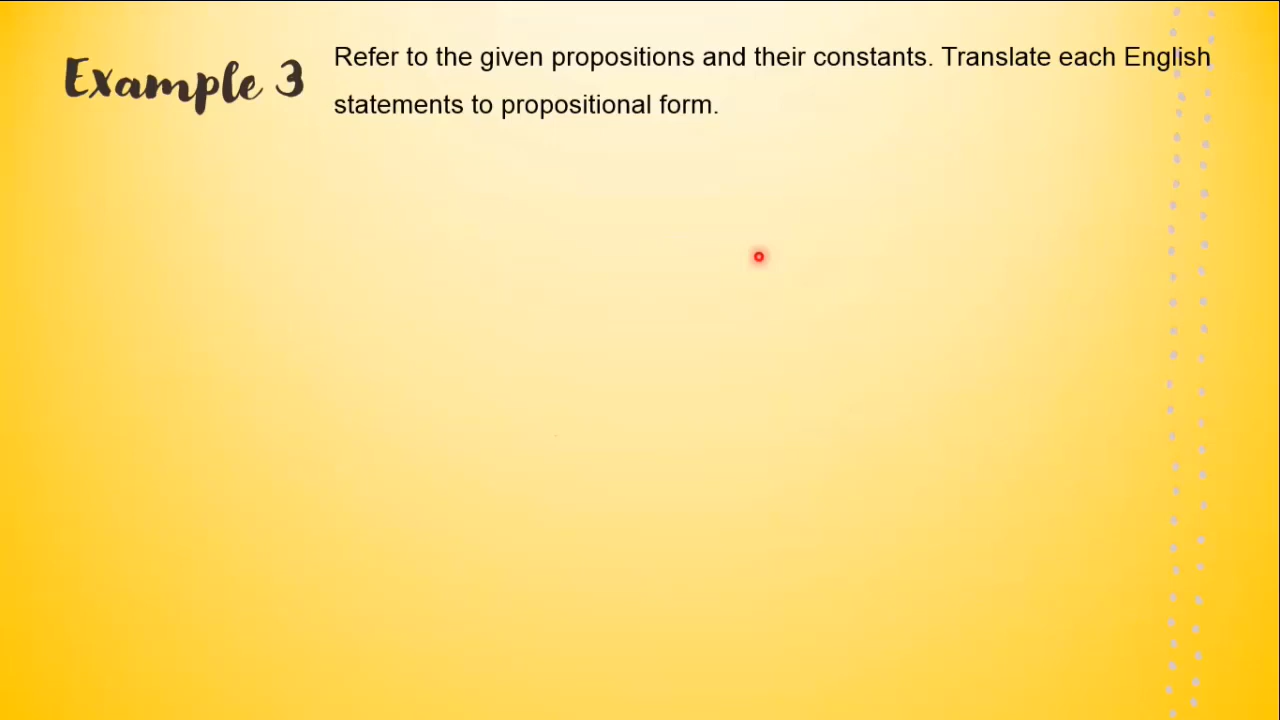 Example 3
Refer to the given propositions and their constants. Translate each English
statements to propositional form.